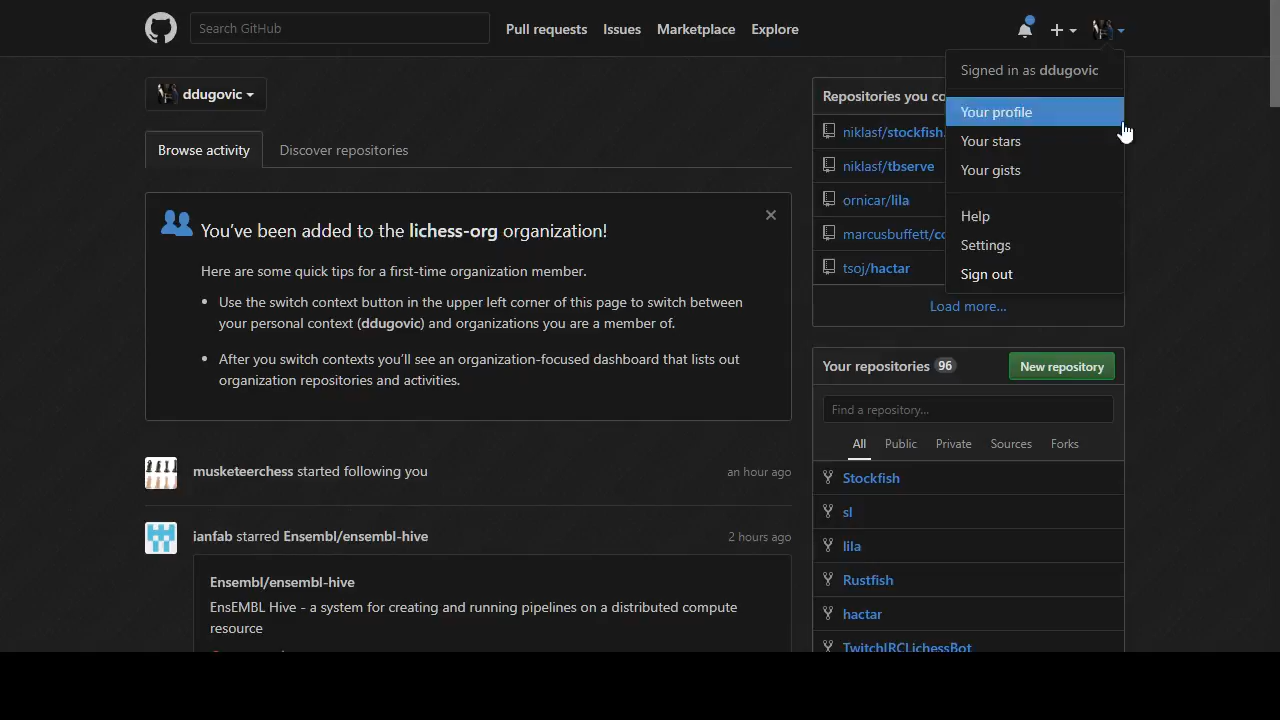 Search GitHub
Pull requests
Issues
Marketplace
Explore
Signed in as ddugovic
Your profile
Your stars
Your gists
Help
Settings
Sign out
ddugovic
Browse activity
Discover repositories
You've been added to the lichess-org organization!
Here are some quick tips for a first-time organization member.
Use the switch context button in the upper left corner of this page to switch between
your personal context (ddugovic) and organizations you are a member of.
After you switch contexts you'll see an organization-focused dashboard that lists out
organization repositories and activities.
musketeerchess started following you
an hour ago
ianfab starred Ensembl/ensembl-hive
2 hours ago
Ensembl/ensembl-hive
EnsEMBL Hive - a system for creating and running pipelines on a distributed compute
resource
Repositories you co
niklasf/stockfish.
niklasf/tbserve
ornicar/lila
marcusbuffett/co
tsoj/hactar
Load more...
Your repositories 96
New repository
Find a repository...
All
Public
Private
Sources
Forks
Stockfish
sl
lila
Rustfish
hactar
TwitchIRCLichessBot